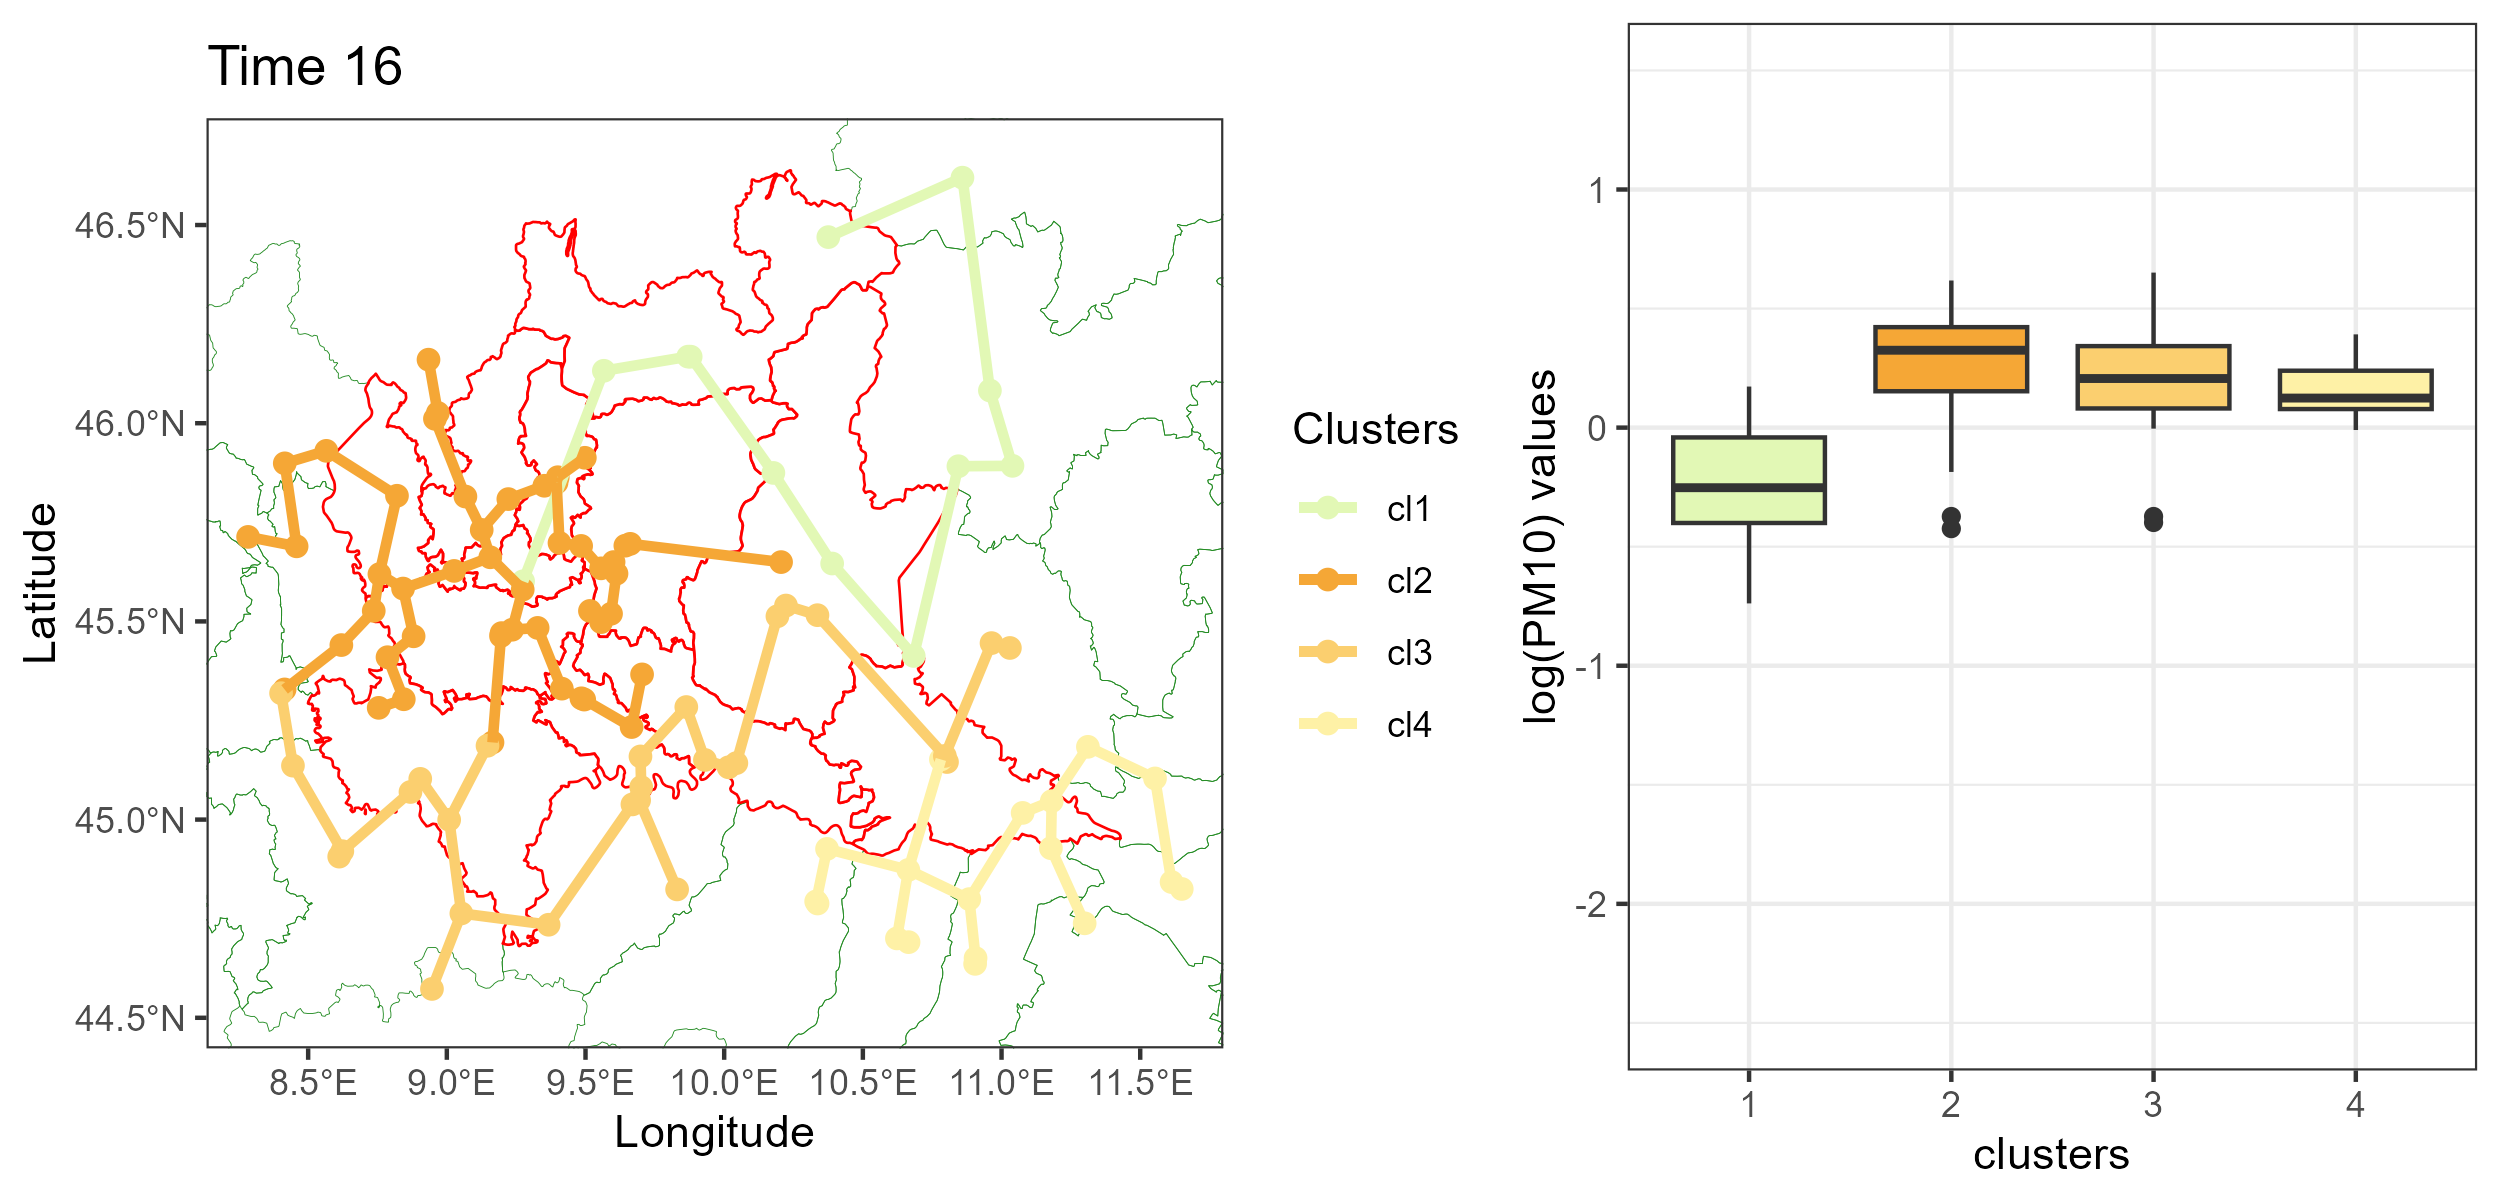 Time 16
Latitude
46.5°N
46.0°N
45.5°N
45.0°N
44.5°N
8.5°E
9.0°E
9.5°E
10.0°E
10.5°E
11.0°E
11.5°E
Longitude
Clusters
cl1
cl2
cl3
cl4
log(PM10) values
1
0
-1
-2
1
2
3
4
clusters